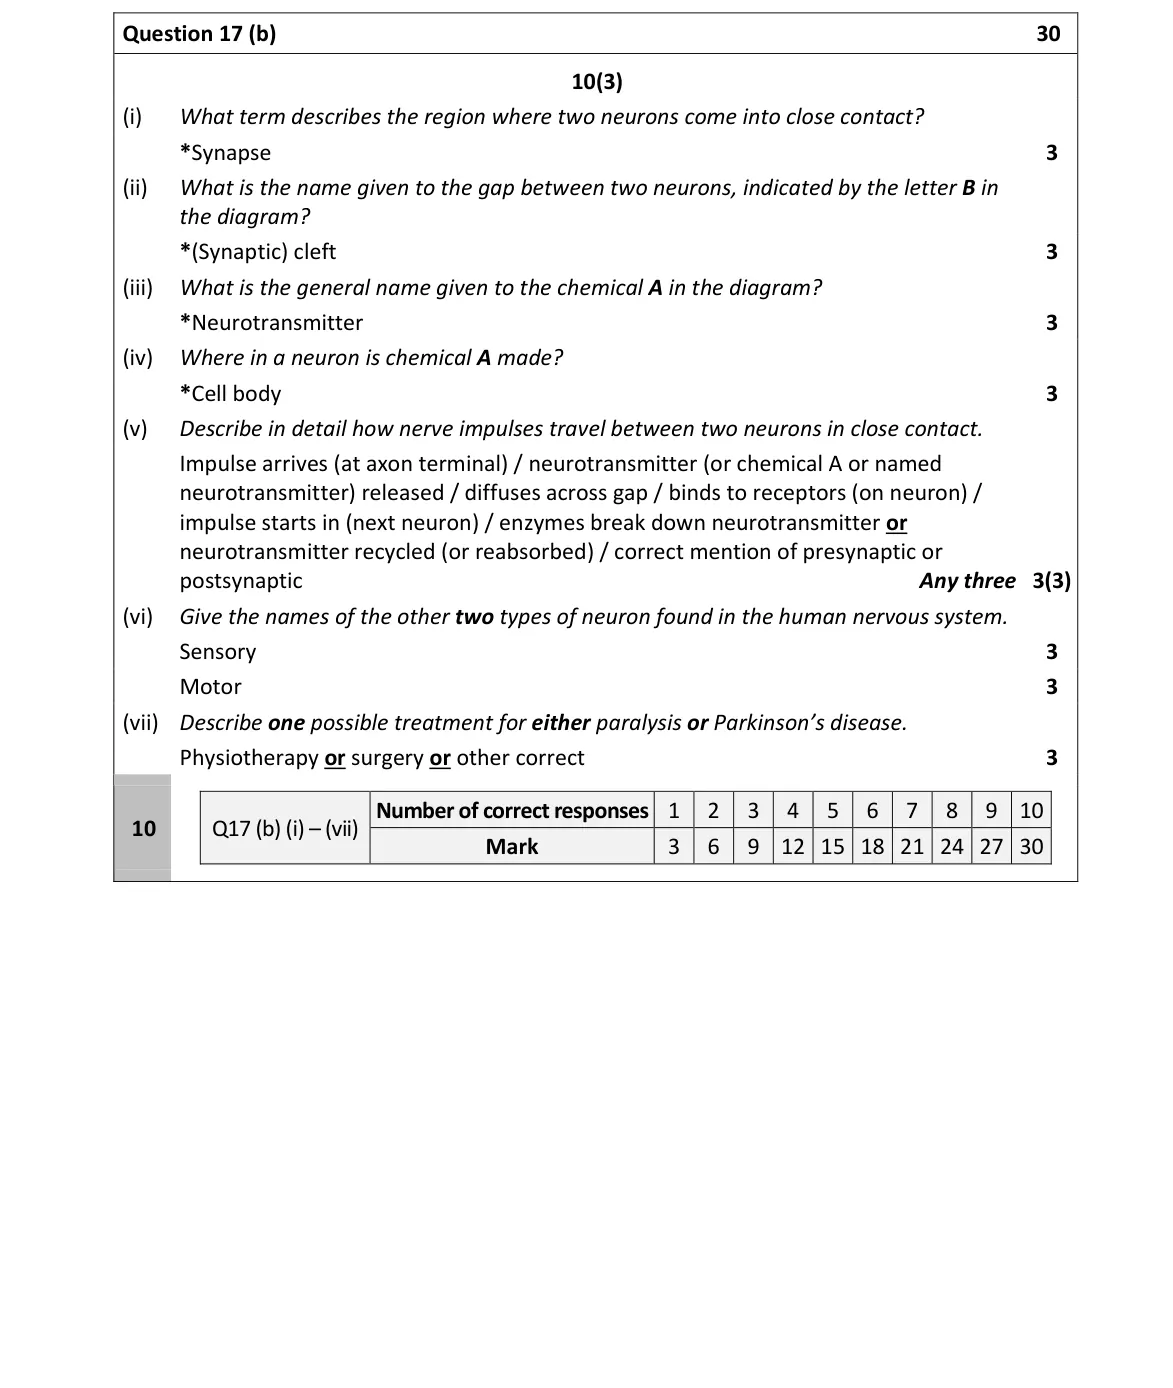 Question 17 (b) 30
10(3)
(i) What term describes the region where two neurons come into close contact?
*Synapse 3
(ii) What is the name given to the gap between two neurons, indicated by the letter B in
the diagram?
*(Synaptic) cleft 3
(iii) What is the general name given to the chemical A in the diagram?
*Neurotransmitter 3
(iv) Where in a neuron is chemical A made?
*Cell body 3
(v) Describe in detail how nerve impulses travel between two neurons in close contact.
Impulse arrives (at axon terminal) / neurotransmitter (or chemical A or named
neurotransmitter) released / diffuses across gap / binds to receptors (on neuron) /
impulse starts in (next neuron) / enzymes break down neurotransmitter or
neurotransmitter recycled (or reabsorbed) / correct mention of presynaptic or
postsynaptic Any three 3(3)
(vi) Give the names of the other two types of neuron found in the human nervous system.
Sensory 3
Motor 3
(vii) Describe one possible treatment for either paralysis or Parkinson's disease.
Physiotherapy or surgery or other correct 3
10 Q17 (b) (i) – (vii)
Number of correct responses 1 2 3 4 5 6 7 8 9 10
Mark 3 6 9 12 15 18 21 24 27 30